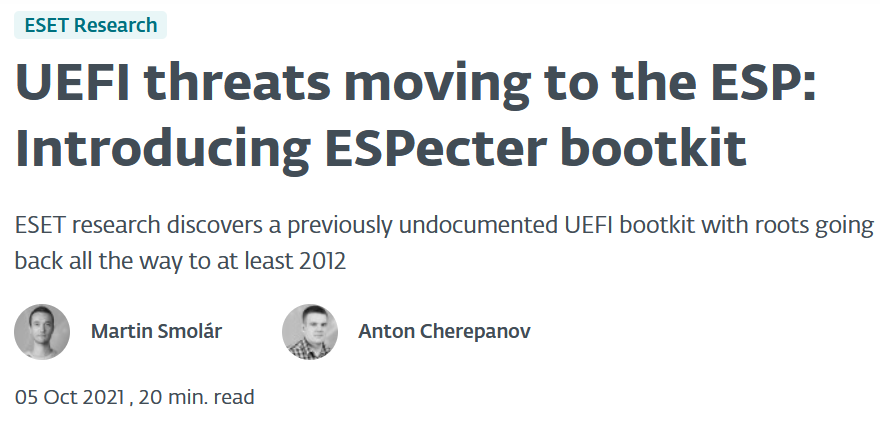 ESET Research
UEFI threats moving to the ESP:
Introducing ESPecter bootkit
ESET research discovers a previously undocumented UEFI bootkit with roots going
back all the way to at least 2012
Martin Smolár
Anton Cherepanov
05 Oct 2021 , 20 min. read